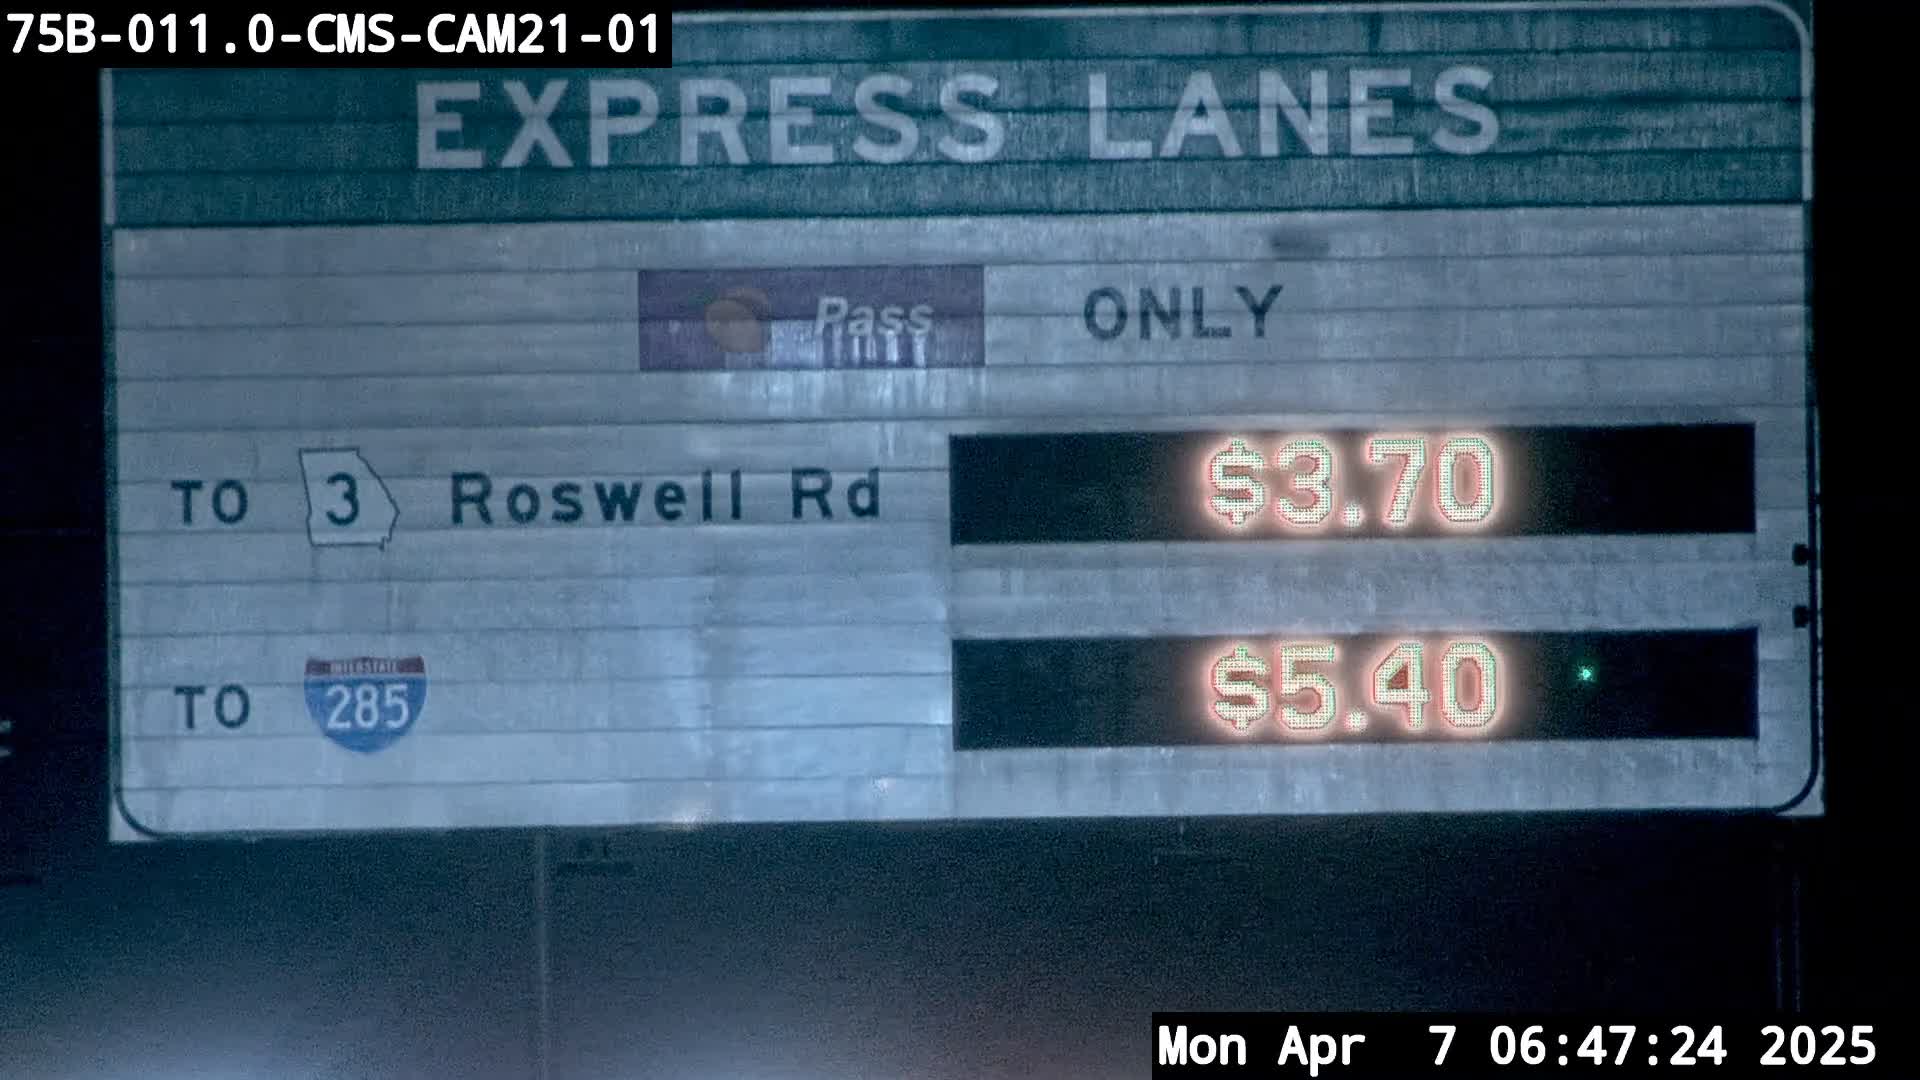 75B-011.0-CMS-CAM21-01
EXPRESS LANES
Pass ONLY
TO 3 Roswell Rd $3.70
INTERSTATE
TO 285 $5.40
Mon Apr 7 06:47:24 2025